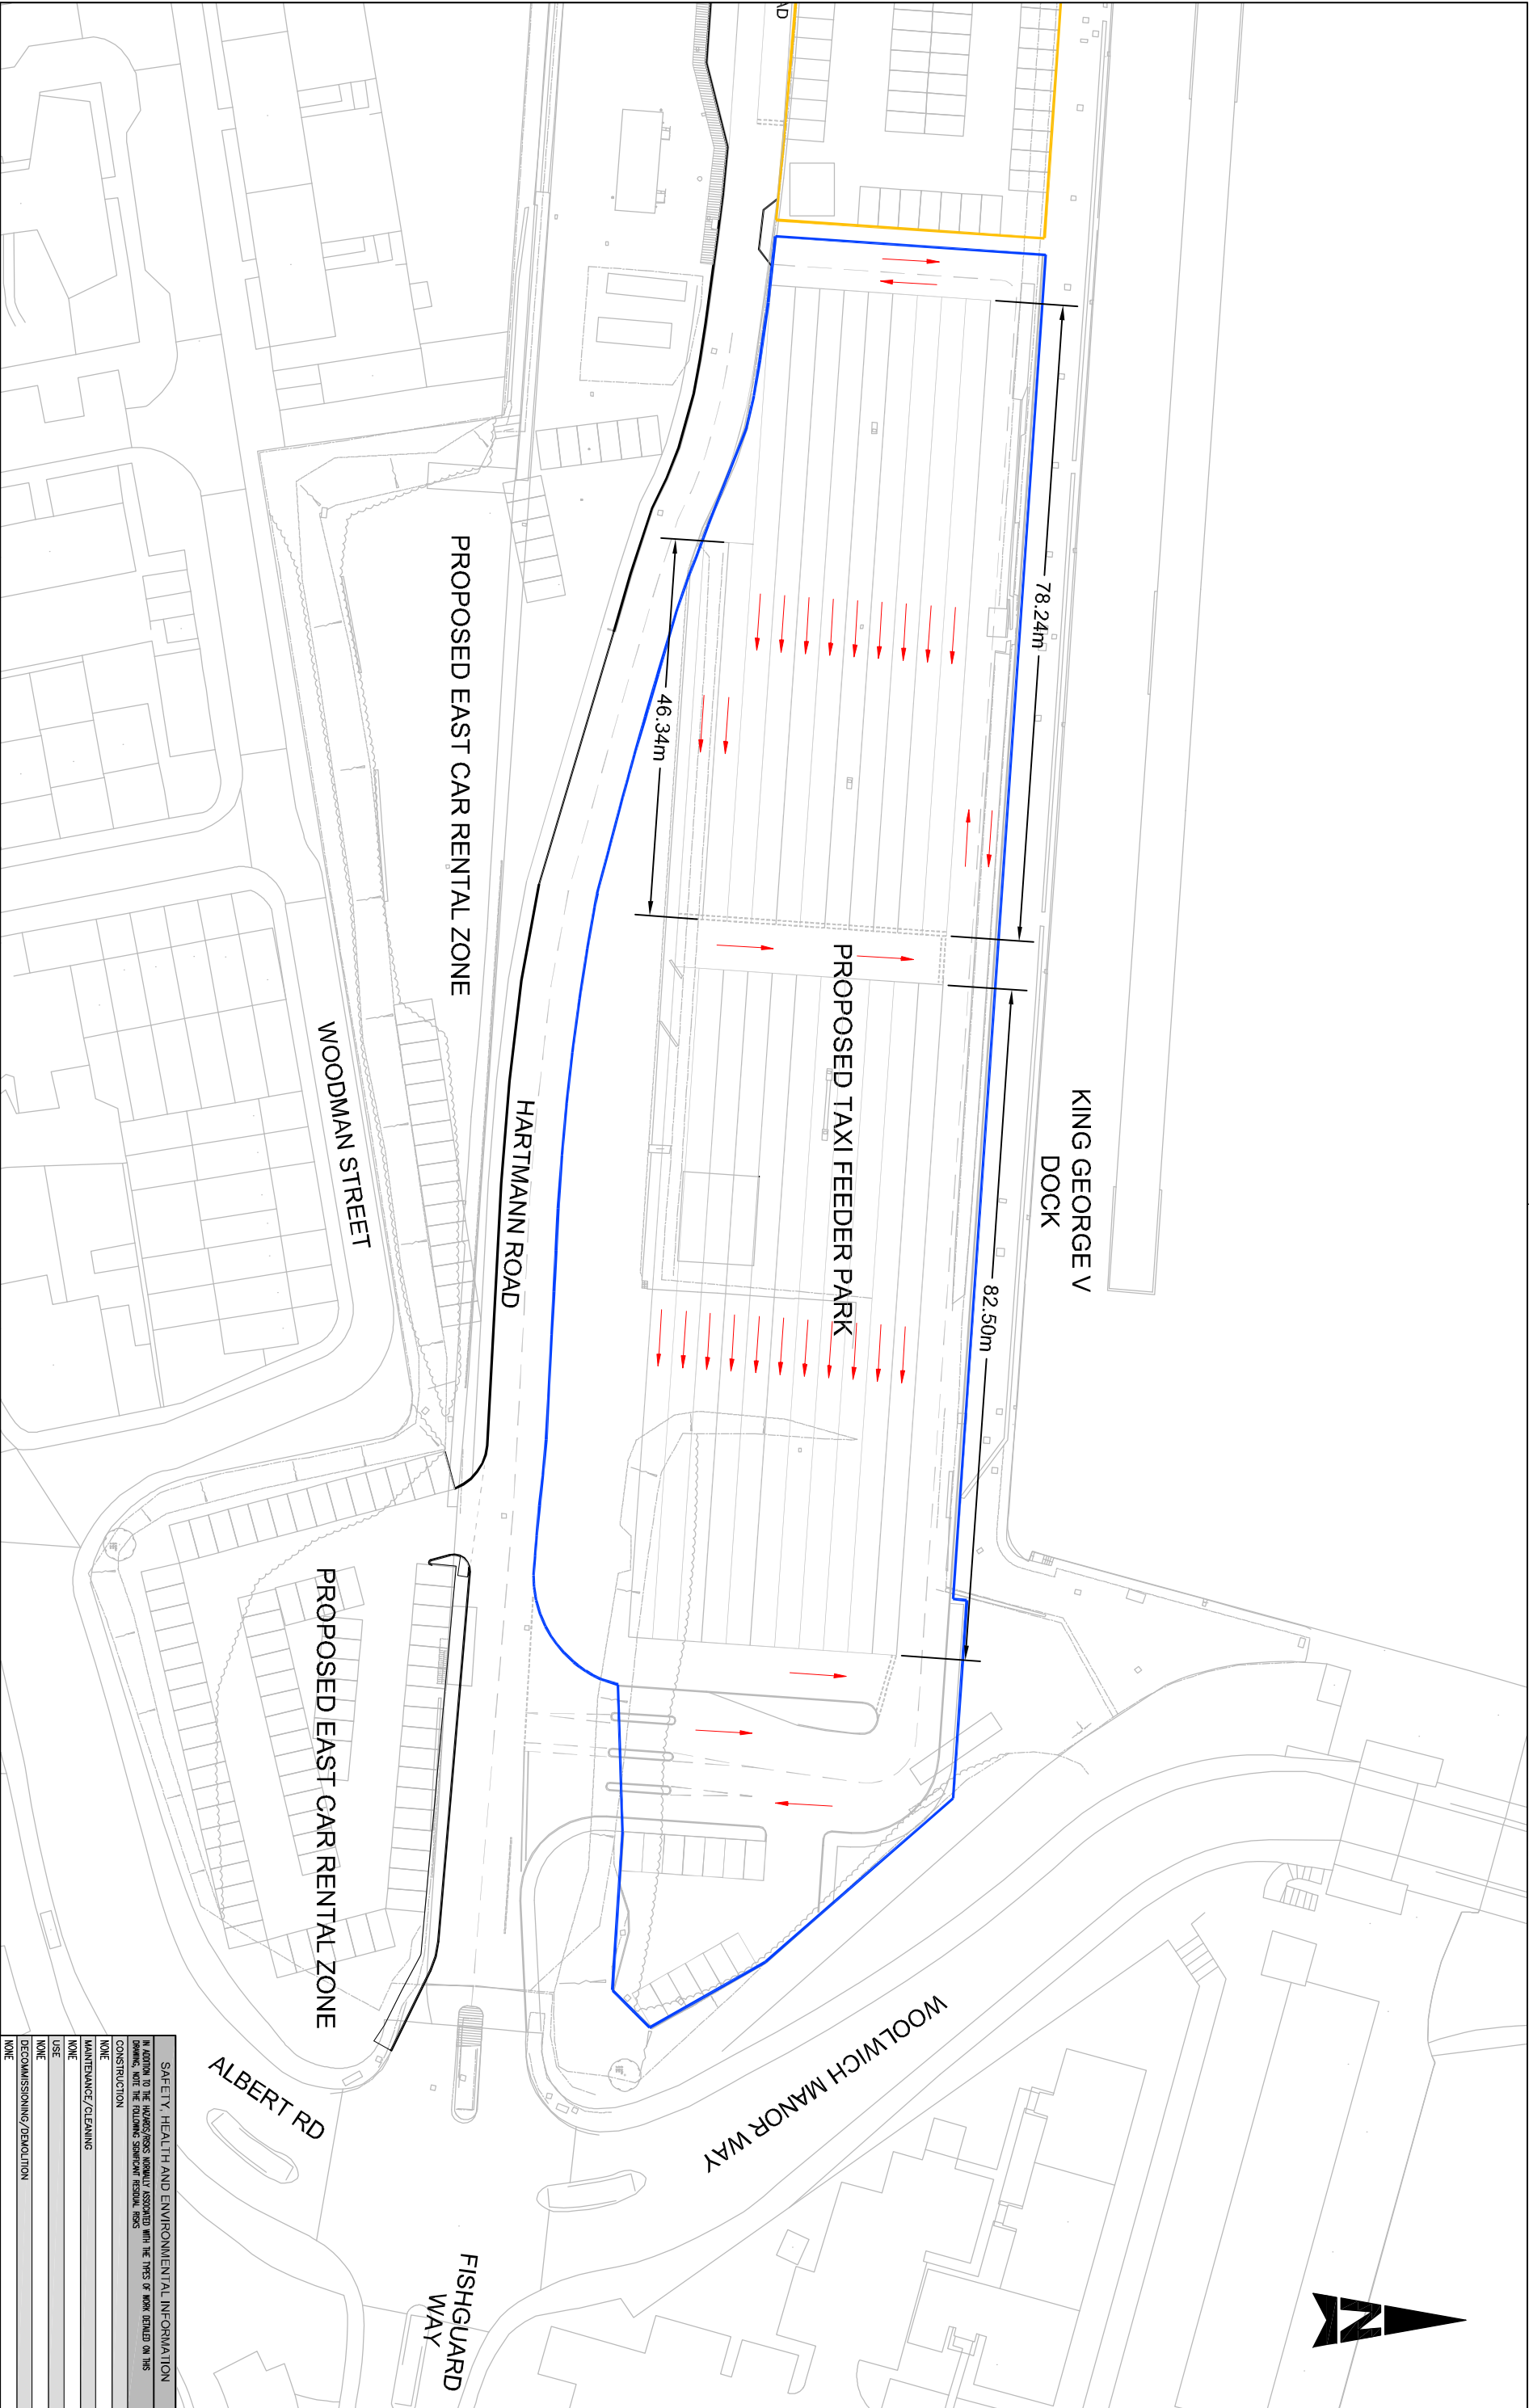 AD
KING GEORGE V
DOCK
78.24m
82.50m
46.34m
PROPOSED TAXI FEEDER PARK
PROPOSED EAST CAR RENTAL ZONE
HARTMANN ROAD
WOODMAN STREET
PROPOSED EAST CAR RENTAL ZONE
WOOLWICH MANOR WAY
ALBERT RD
FISHGUARD
WAY
N
SAFETY, HEALTH AND ENVIRONMENTAL INFORMATION
IN ADDITION TO THE HAZARDS/RISKS NORMALLY ASSOCIATED WITH THE TYPES OF WORK DETAILED ON THIS
DRAWING, NOTE THE FOLLOWING SIGNIFICANT RESIDUAL RISKS
CONSTRUCTION
NONE
MAINTENANCE/CLEANING
NONE
USE
NONE
DECOMMISSIONING/DEMOLITION
NONE